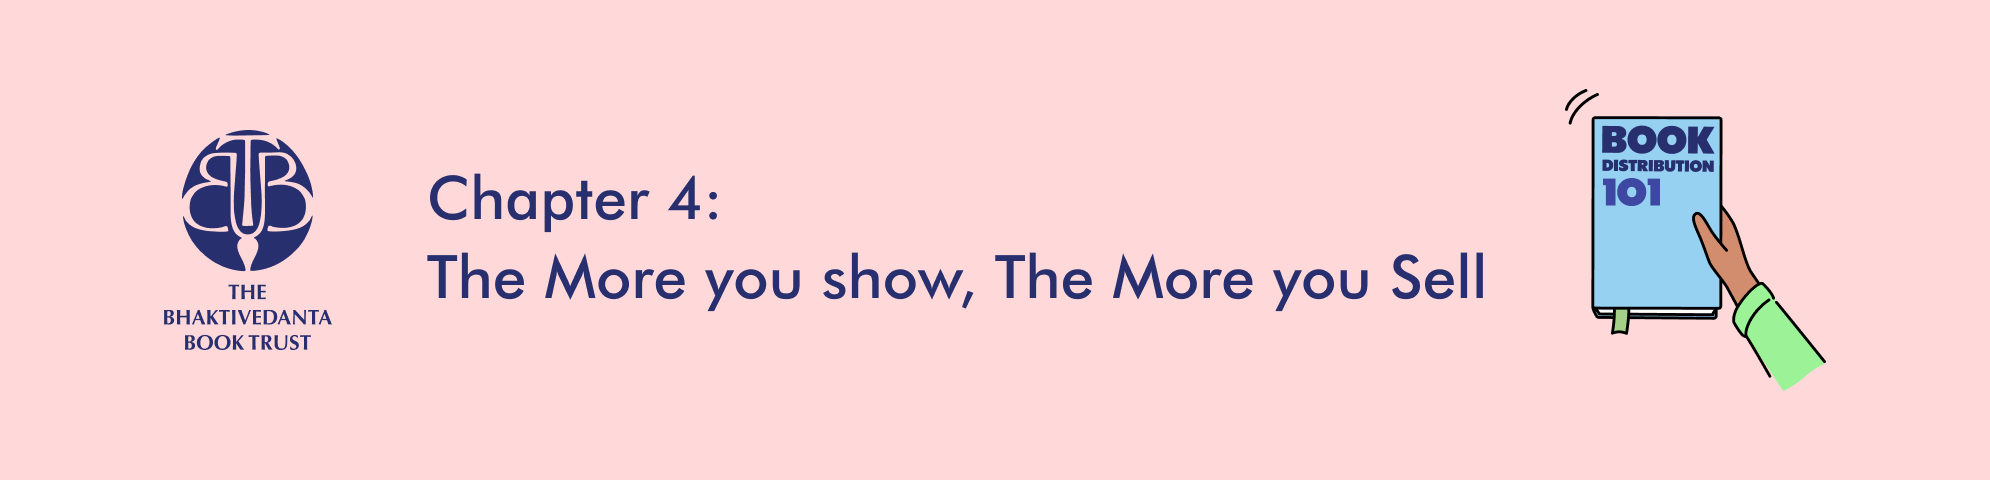 BTB
THE
BHAKTIVEDANTA
BOOK TRUST
Chapter 4:
The More you show, The More you Sell
BOOK
DISTRIBUTION
101